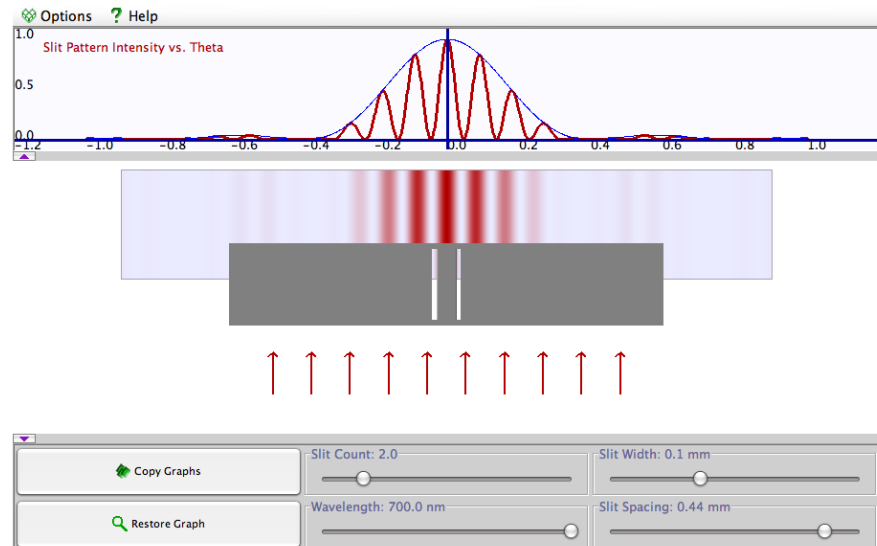 Options ? Help
1.0
Slit Pattern Intensity vs. Theta
0.5
0.0
-1.2 -1.0 -0.8 -0.6 -0.4 -0.2 0.0 0.2 0.4 0.6 0.8 1.0
Copy Graphs
Slit Count: 2.0
Slit Width: 0.1 mm
Restore Graph
Wavelength: 700.0 nm
Slit Spacing: 0.44 mm